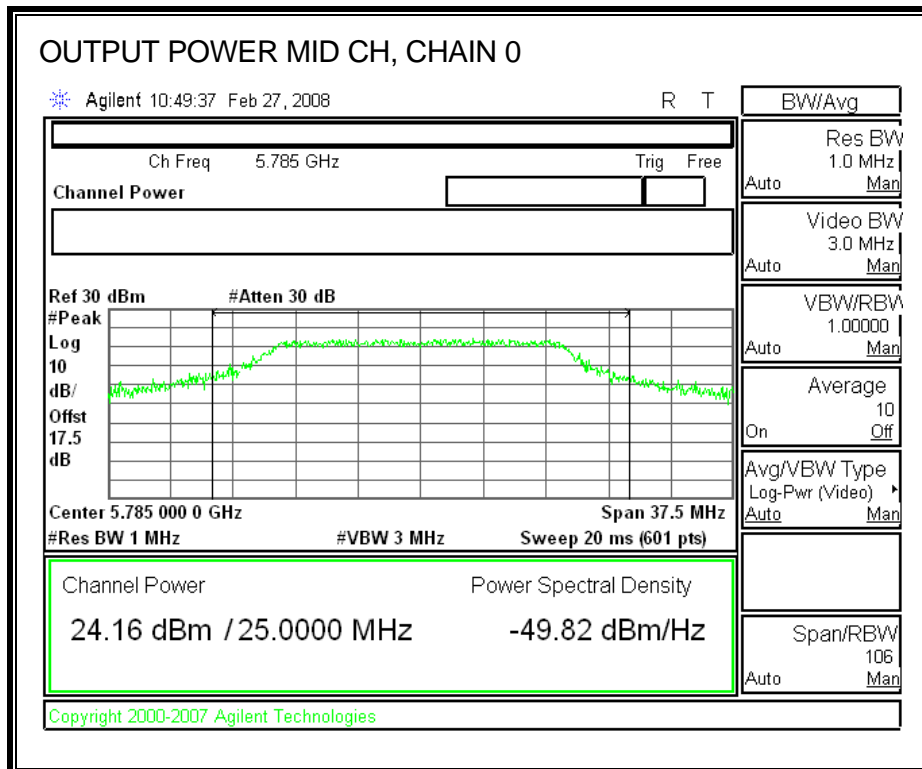 OUTPUT POWER MID CH, CHAIN 0
Agilent 10:49:37 Feb 27, 2008 R T
Ch Freq 5.785 GHz Trig Free
Channel Power
Ref 30 dBm #Atten 30 dB
#Peak
Log
10
dB/
Offst
17.5
dB
Center 5.785 000 0 GHz Span 37.5 MHz
#Res BW 1 MHz #VBW 3 MHz Sweep 20 ms (601 pts)
Channel Power Power Spectral Density
24.16 dBm / 25.0000 MHz -49.82 dBm/Hz
Copyright 2000-2007 Agilent Technologies
BW/Avg
Res BW
1.0 MHz
Auto Man
Video BW
3.0 MHz
Auto Man
VBW/RBW
1.00000
Auto Man
Average
10
On Off
Avg/VBW Type
Log-Pwr (Video)
Auto Man
Span/RBW
106
Auto Man